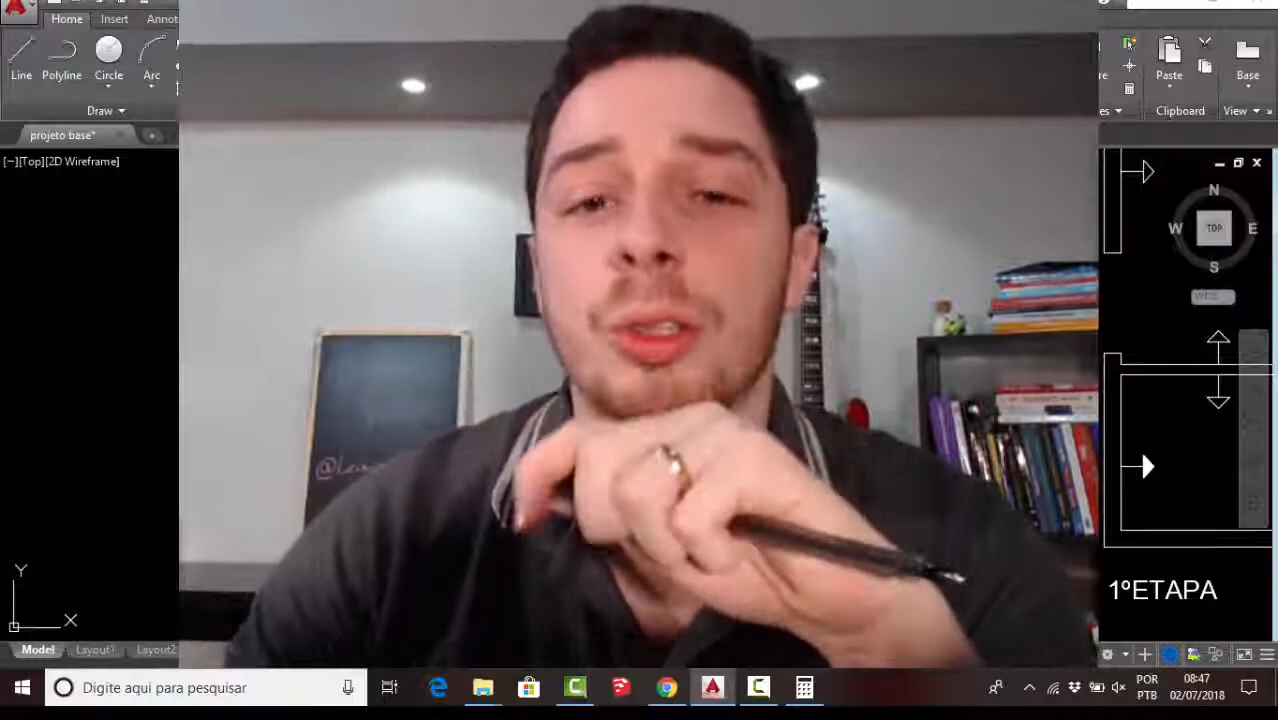 Home Insert Annot
Line Polyline Circle Arc
Draw
Paste
Base
Clipboard
View
projeto base*
[−][Top][2D Wireframe]
N
W TOP E
S
Y
X
1ºETAPA
Model Layout1 Layout2
Digite aqui para pesquisar
POR
PTB
08:47
02/07/2018